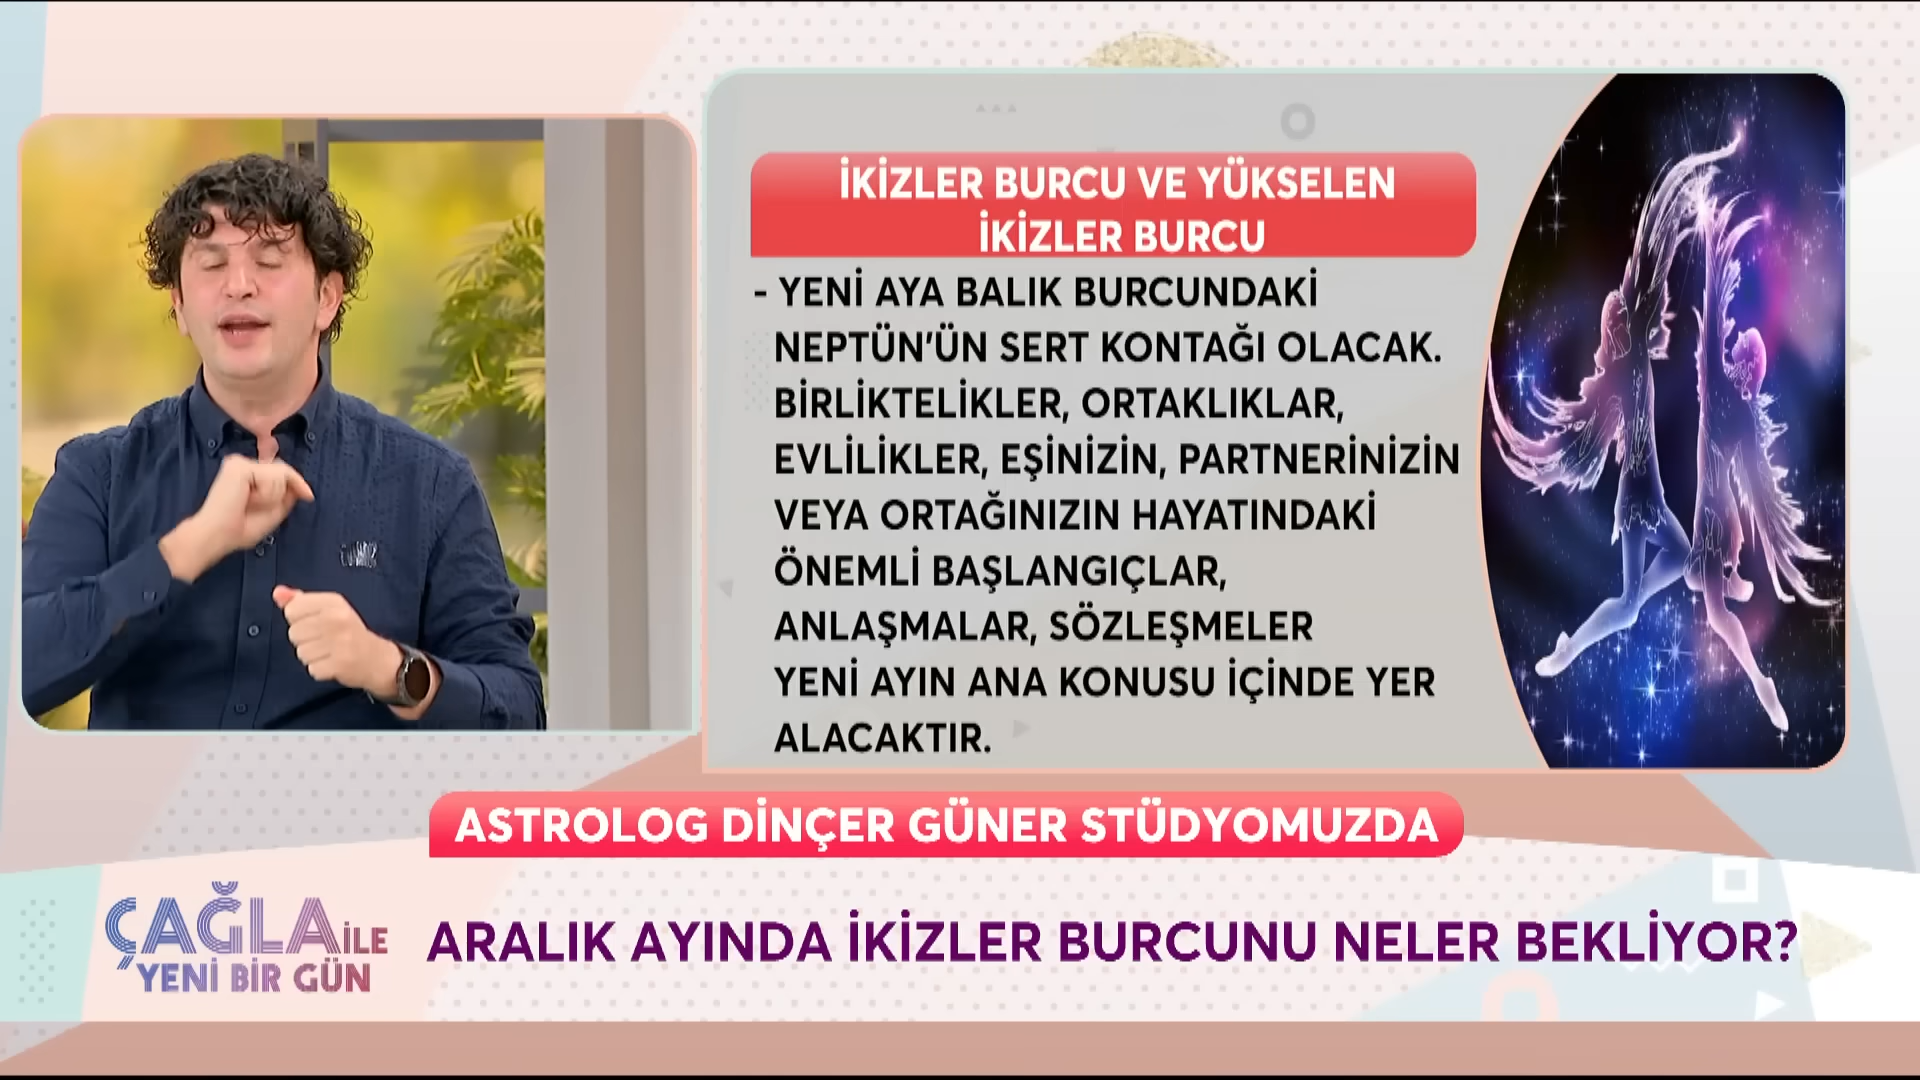 İKİZLER BURCU VE YÜKSELEN
İKİZLER BURCU
- YENİ AYA BALIK BURCUNDAKİ
NEPTÜN'ÜN SERT KONTAĞI OLACAK.
BİRLİKTELİKLER, ORTAKLIKLAR,
EVLİLİKLER, EŞİNİZİN, PARTNERİNİZİN
VEYA ORTAĞINIZIN HAYATINDAKİ
ÖNEMLİ BAŞLANGIÇLAR,
ANLAŞMALAR, SÖZLEŞMELER
YENİ AYIN ANA KONUSU İÇİNDE YER
ALACAKTIR.
ASTROLOG DİNÇER GÜNER STÜDYOMUZDA
ÇAĞLA İLE
YENİ BİR GÜN
ARALIK AYINDA İKİZLER BURCUNU NELER BEKLİYOR?